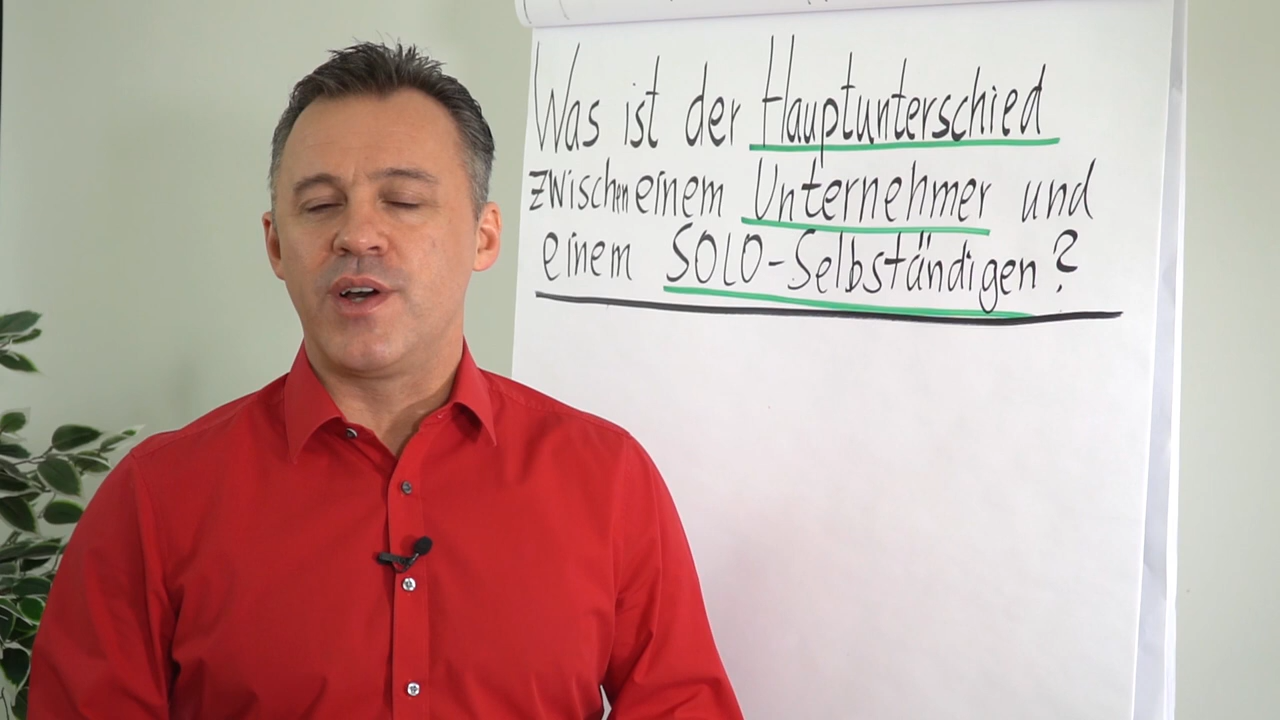 Was ist der Hauptunterschied
zwischen einem Unternehmer und
einem SOLO-Selbständigen?